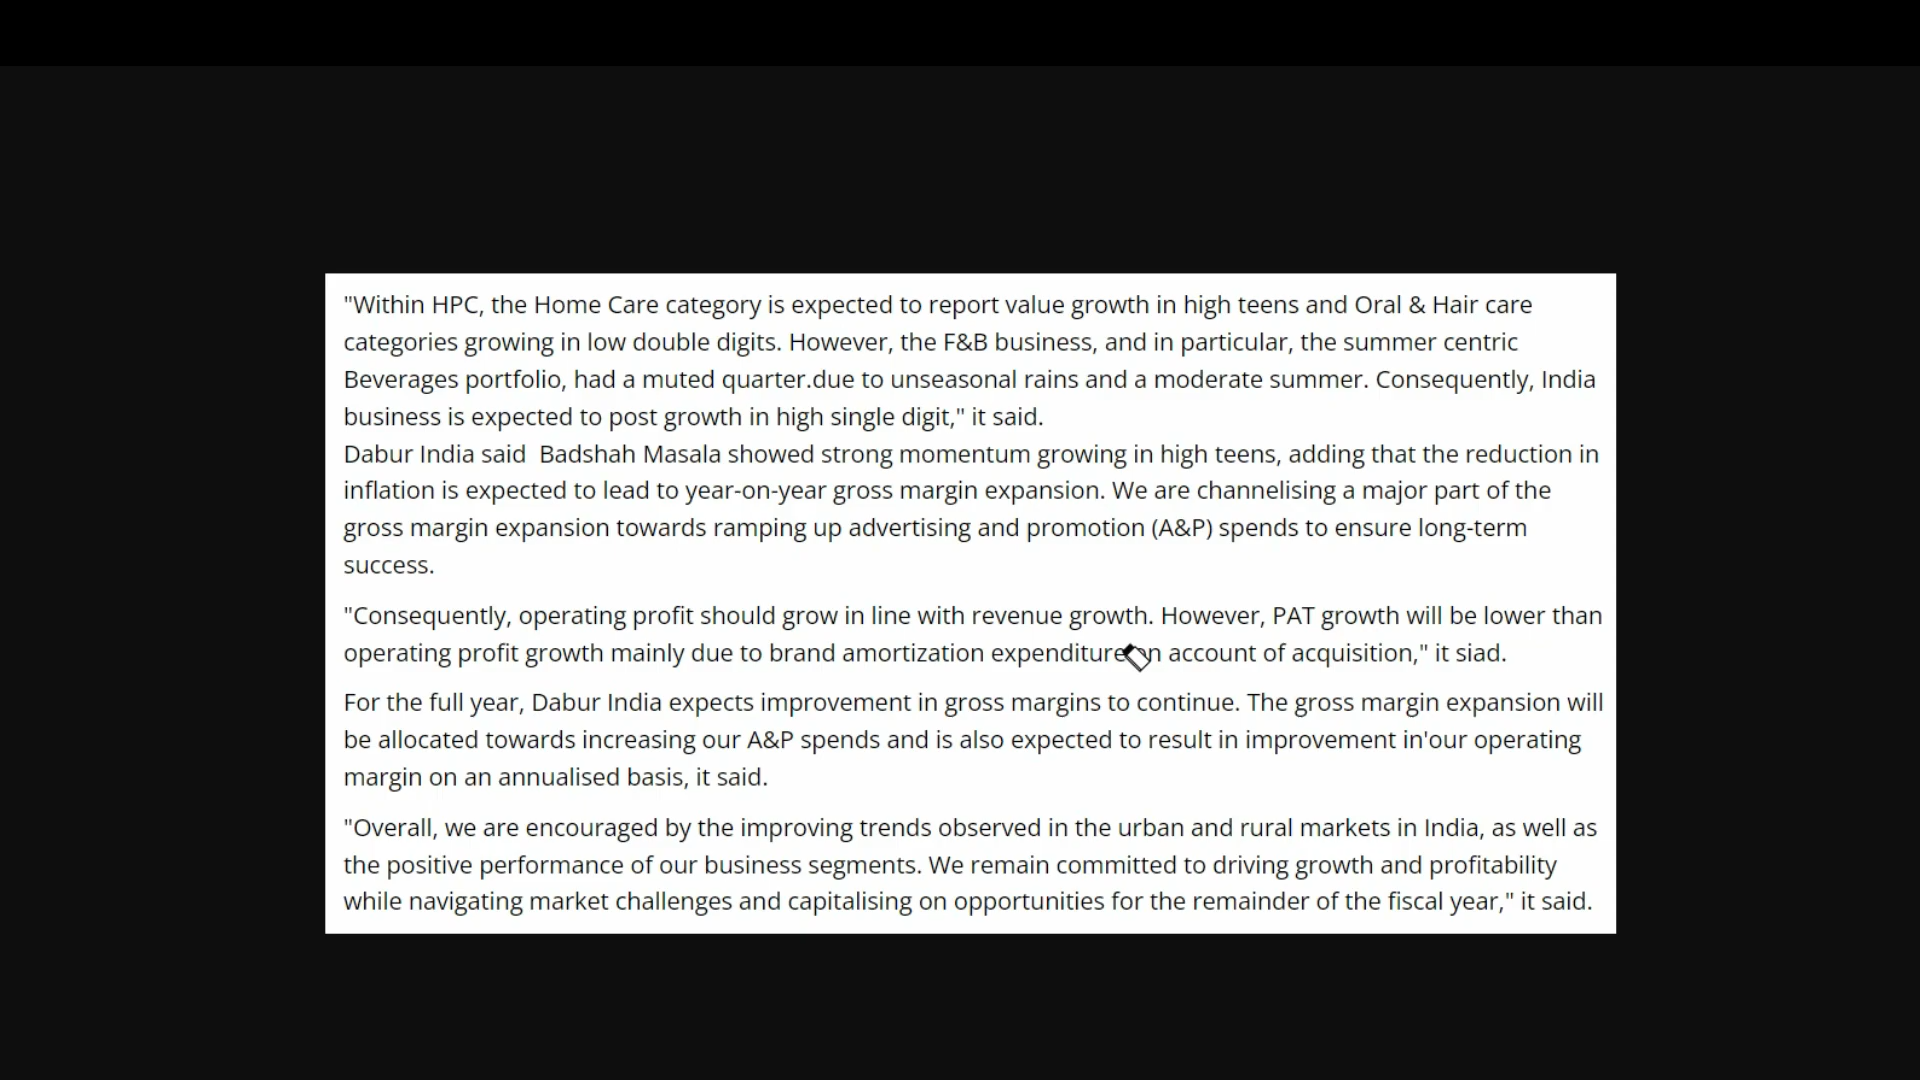 "Within HPC, the Home Care category is expected to report value growth in high teens and Oral & Hair care
categories growing in low double digits. However, the F&B business, and in particular, the summer centric
Beverages portfolio, had a muted quarter.due to unseasonal rains and a moderate summer. Consequently, India
business is expected to post growth in high single digit," it said.
Dabur India said  Badshah Masala showed strong momentum growing in high teens, adding that the reduction in
inflation is expected to lead to year-on-year gross margin expansion. We are channelising a major part of the
gross margin expansion towards ramping up advertising and promotion (A&P) spends to ensure long-term
success.
"Consequently, operating profit should grow in line with revenue growth. However, PAT growth will be lower than
operating profit growth mainly due to brand amortization expenditure on account of acquisition," it siad.
For the full year, Dabur India expects improvement in gross margins to continue. The gross margin expansion will
be allocated towards increasing our A&P spends and is also expected to result in improvement in'our operating
margin on an annualised basis, it said.
"Overall, we are encouraged by the improving trends observed in the urban and rural markets in India, as well as
the positive performance of our business segments. We remain committed to driving growth and profitability
while navigating market challenges and capitalising on opportunities for the remainder of the fiscal year," it said.